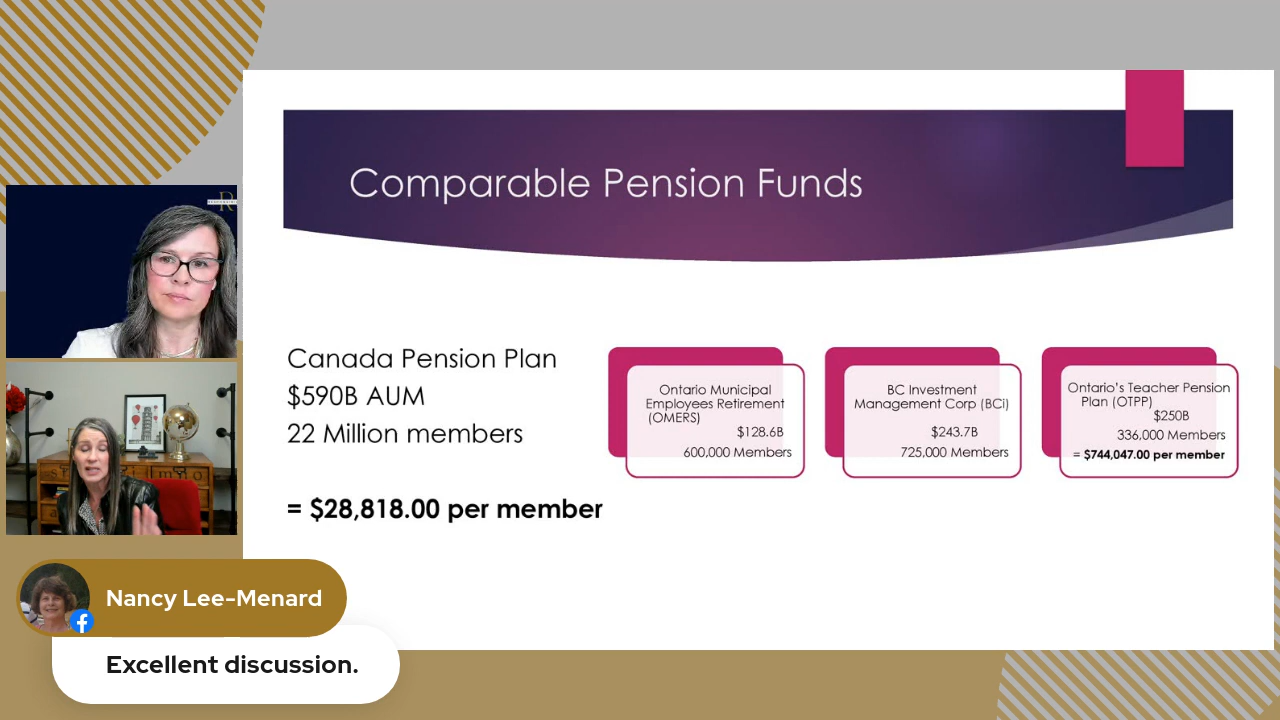 Comparable Pension Funds
Canada Pension Plan
$590B AUM
22 Million members
= $28,818.00 per member
Ontario Municipal
Employees Retirement
(OMERS)
$128.6B
600,000 Members
BC Investment
Management Corp (BCi)
$243.7B
725,000 Members
Ontario's Teacher Pension
Plan (OTPP)
$250B
336,000 Members
= $744,047.00 per member
Nancy Lee-Menard
Excellent discussion.